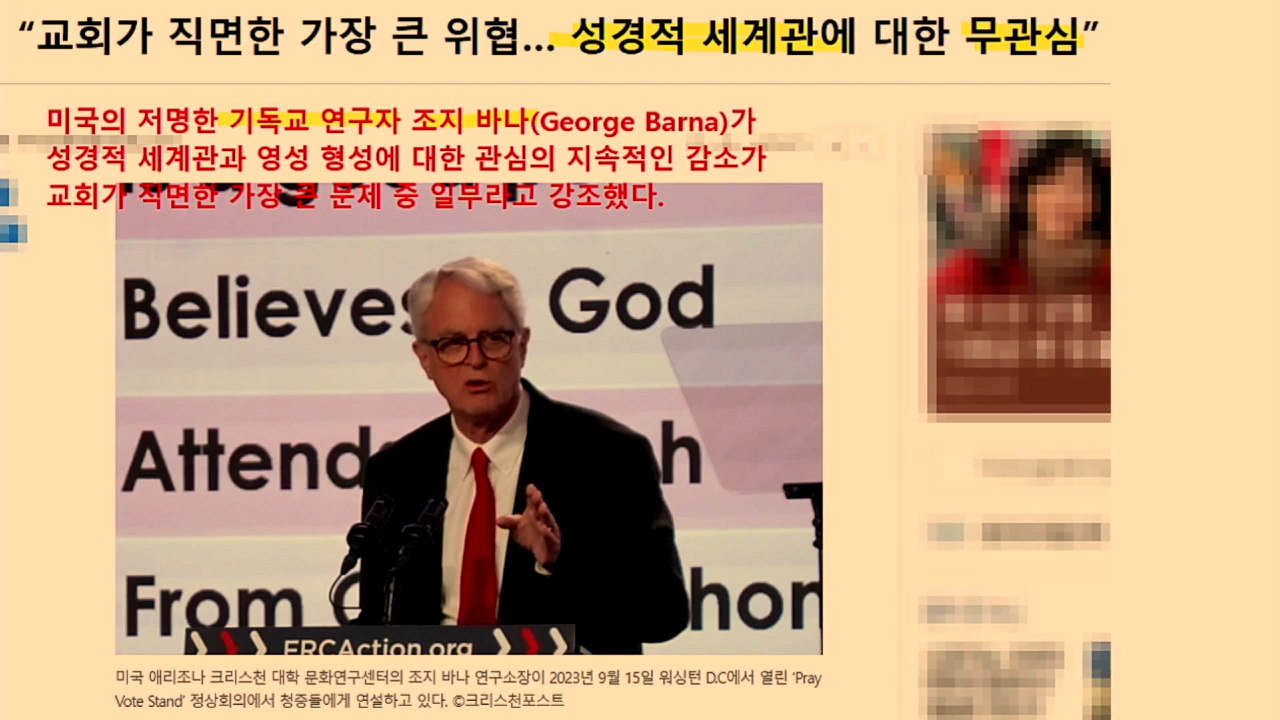 “교회가 직면한 가장 큰 위협... 성경적 세계관에 대한 무관심”
미국의 저명한 기독교 연구자 조지 바나(George Barna)가
성경적 세계관과 영성 형성에 대한 관심의 지속적인 감소가
교회가 직면한 가장 큰 문제 중 일부라고 강조했다.
Believes God
Attend
From
FRCAction.org
미국 애리조나 크리스천 대학 문화연구센터의 조지 바나 연구소장이 2023년 9월 15일 워싱턴 D.C에서 열린 ‘Pray
Vote Stand’ 정상회의에서 청중들에게 연설하고 있다. ©크리스천포스트